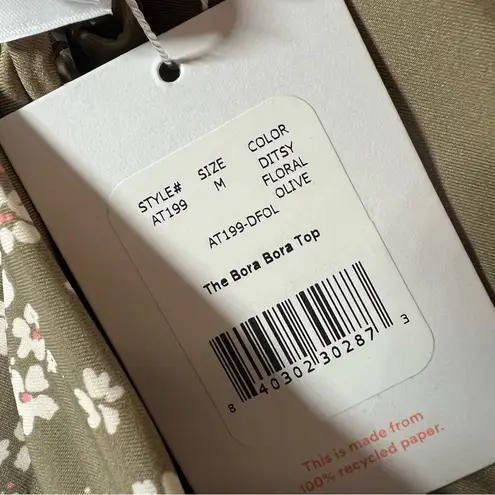 STYLE# SIZE COLOR
AT199 M DITSY
FLORAL
OLIVE
AT199-DFOL
The Bora Bora Top
8 40302 30287 3
This is made from
100% recycled paper.